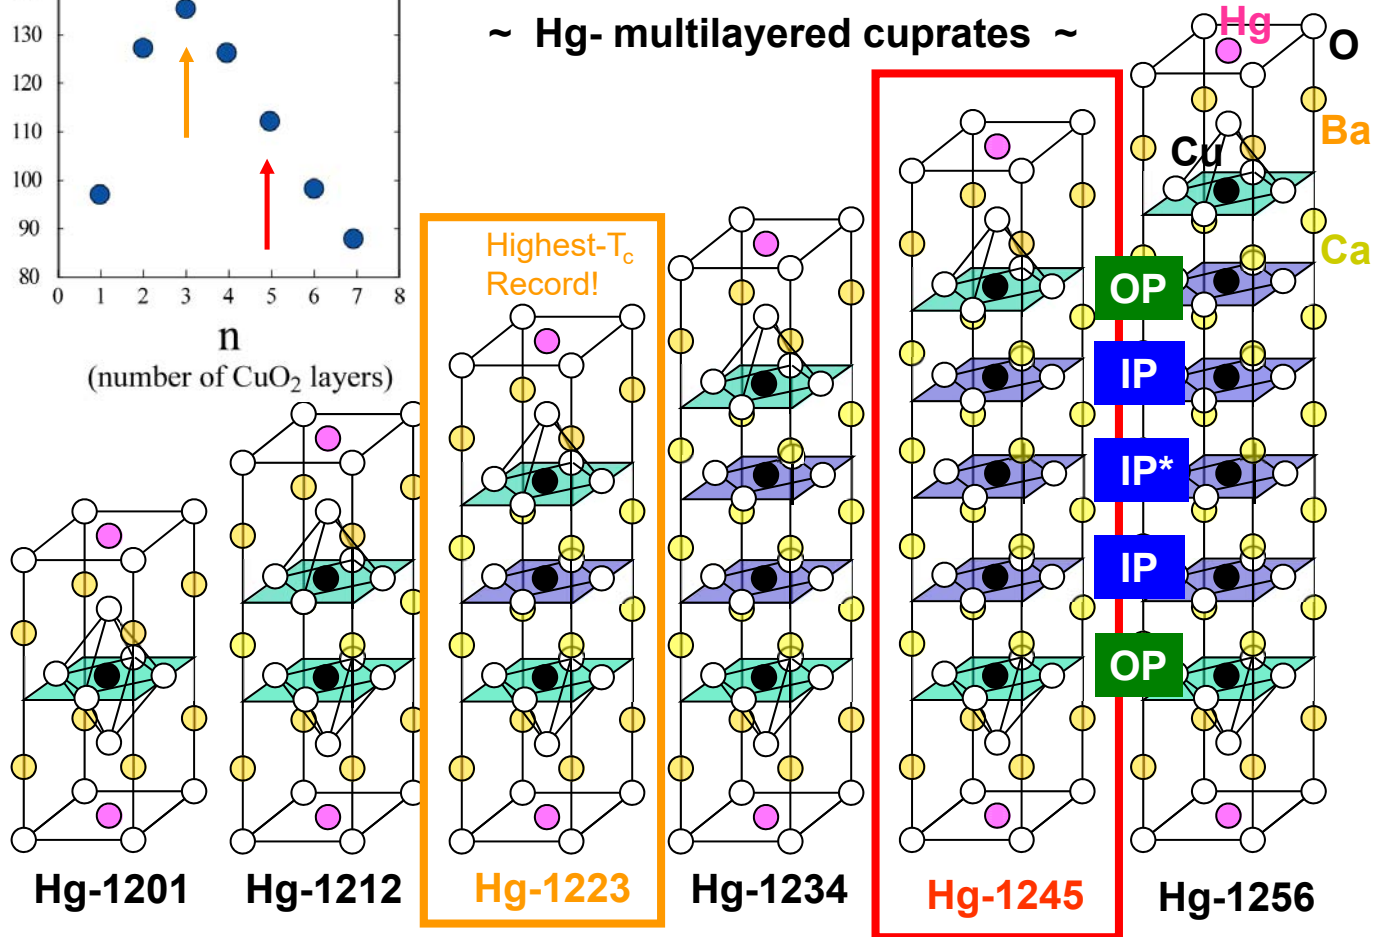 ~ Hg- multilayered cuprates ~
130
120
110
100
90
80
0 1 2 3 4 5 6 7 8
n
(number of CuO₂ layers)
Highest-Tc
Record!
Hg
O
Ba
Cu
Ca
OP
IP
IP*
IP
OP
Hg-1201
Hg-1212
Hg-1223
Hg-1234
Hg-1245
Hg-1256